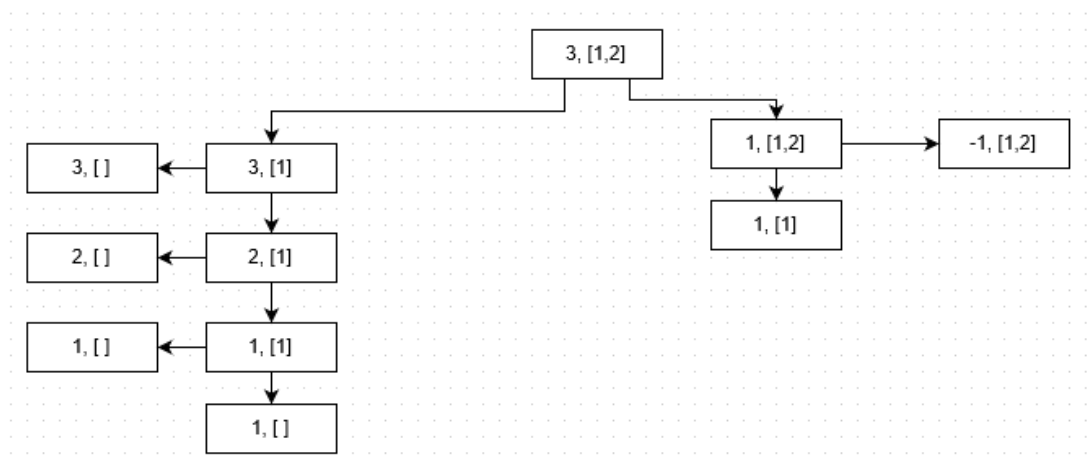 3, [1,2]
1, [1,2]
-1, [1,2]
3, [ ]
3, [1]
1, [1]
2, [ ]
2, [1]
1, [ ]
1, [1]
1, [ ]